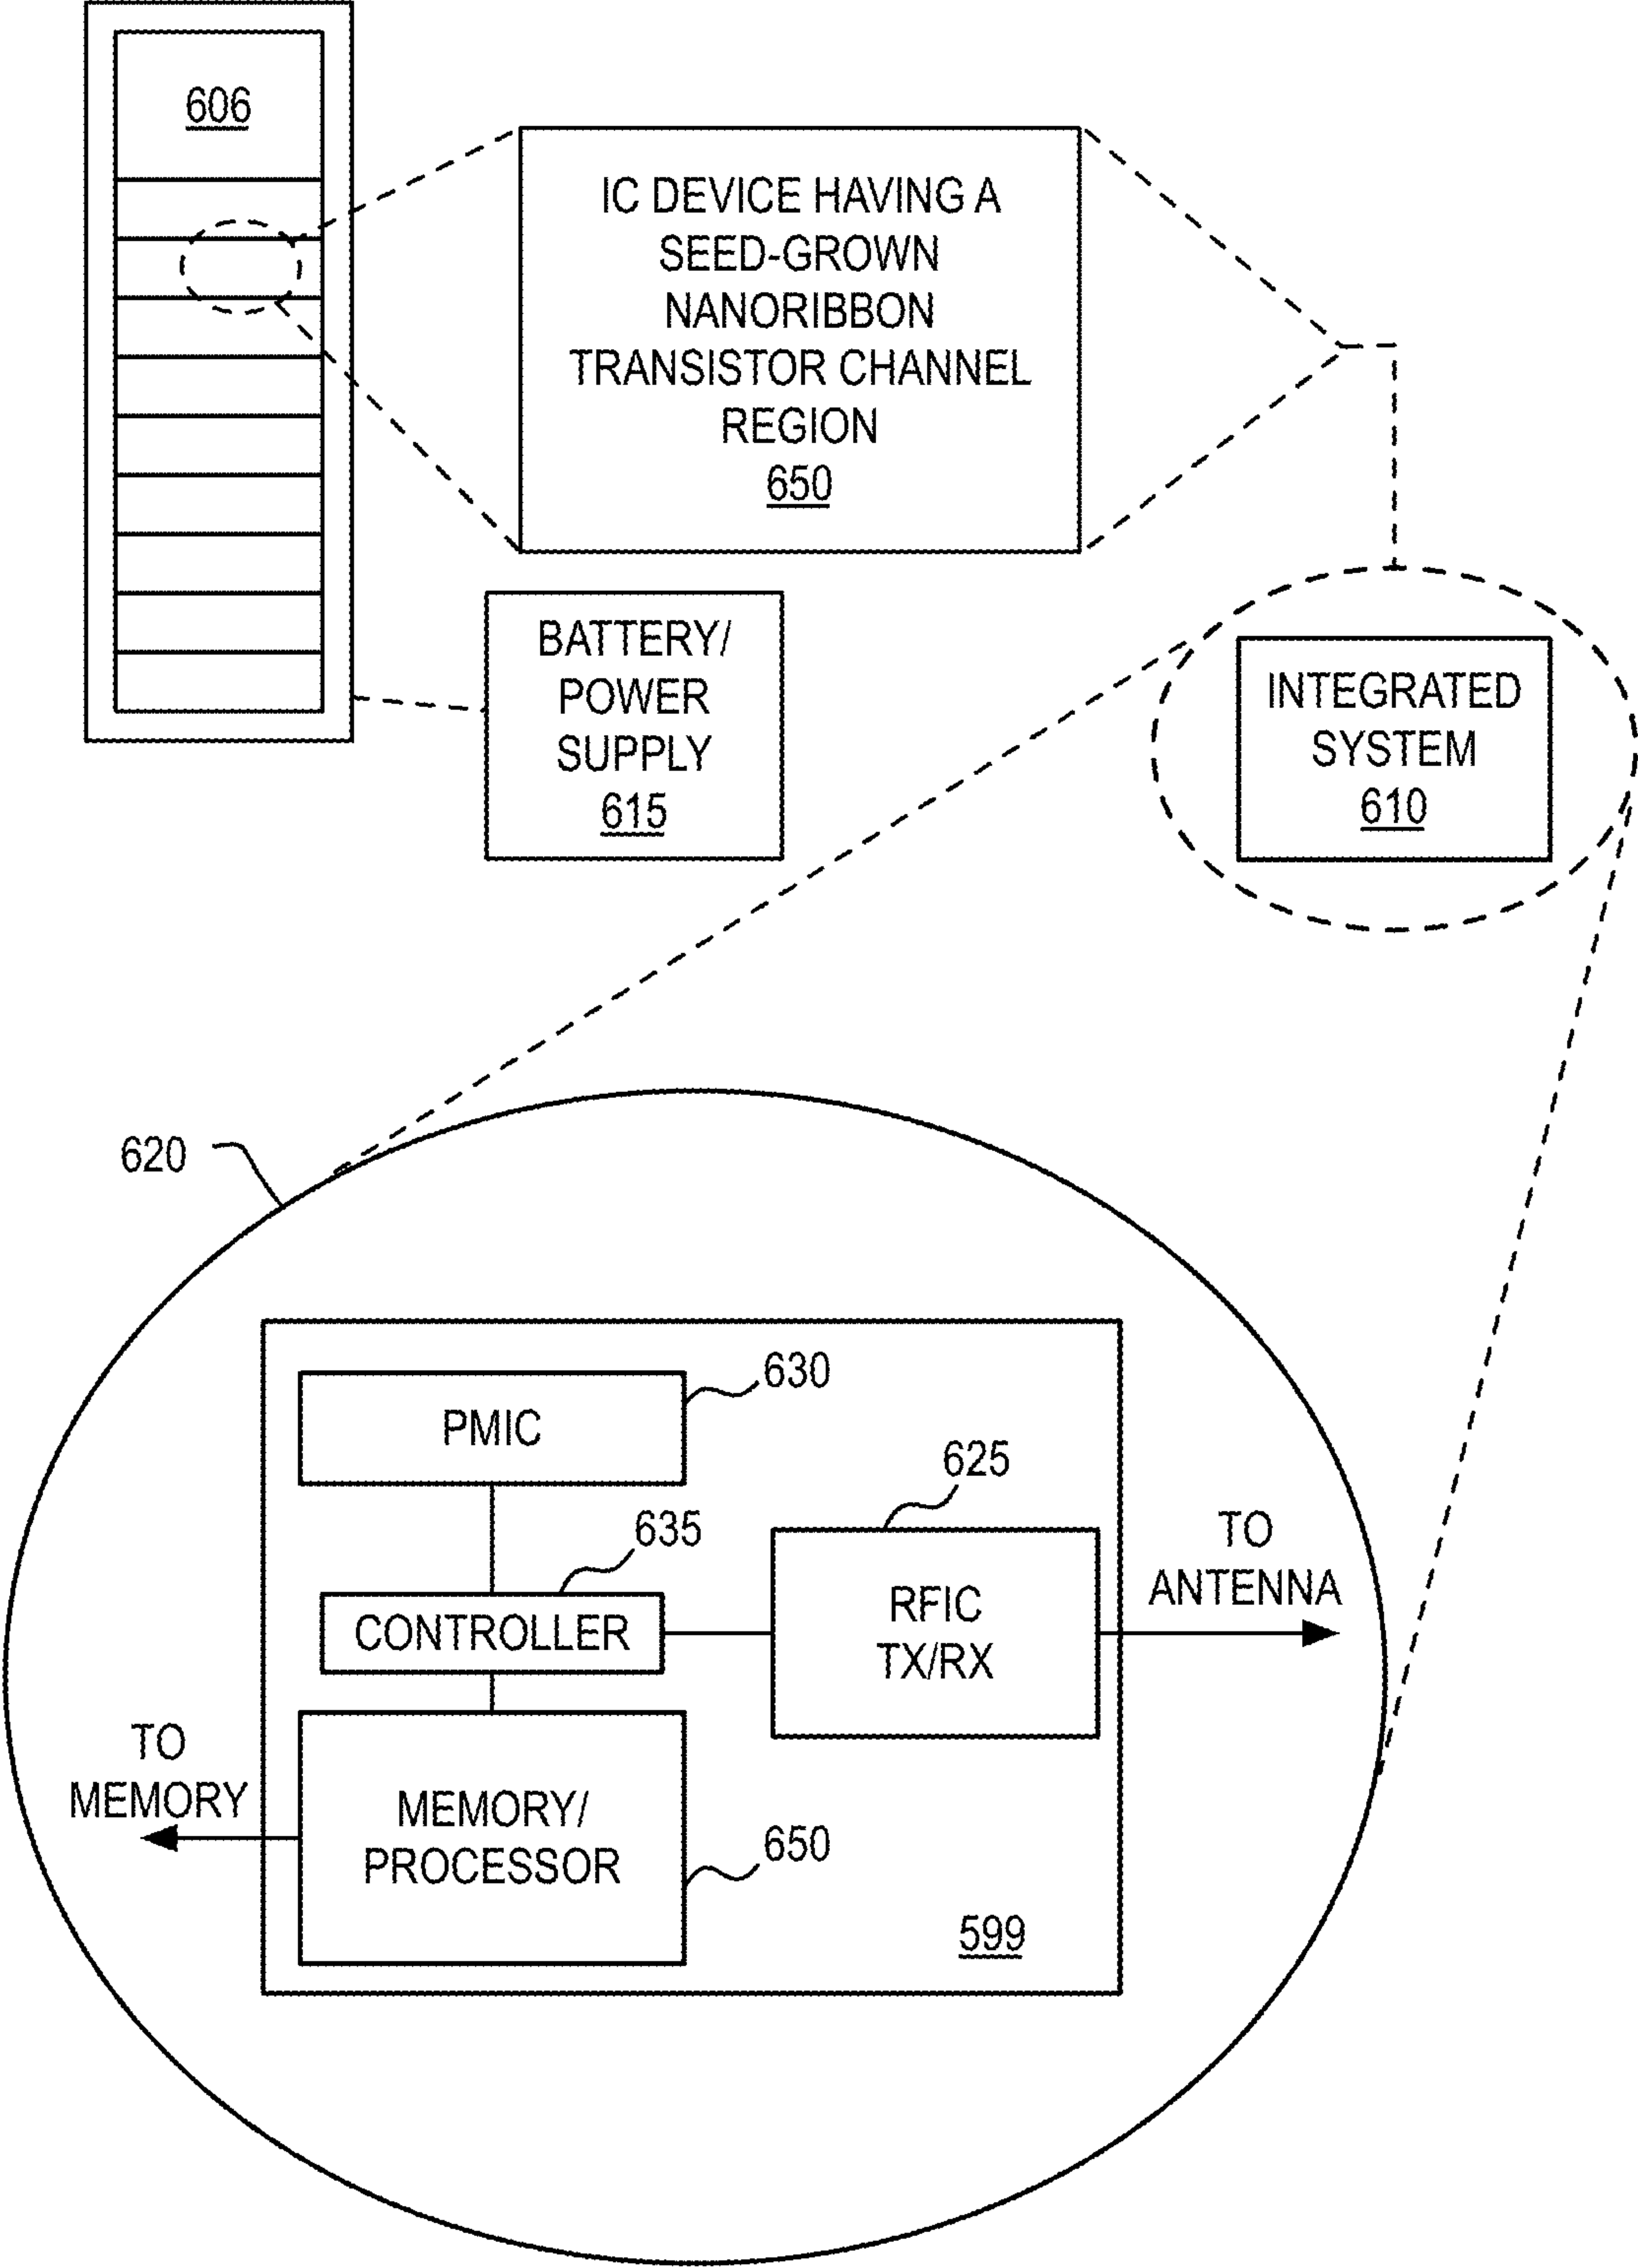 606
IC DEVICE HAVING A
SEED-GROWN
NANORIBBON
TRANSISTOR CHANNEL
REGION
650
BATTERY/
POWER
SUPPLY
615
INTEGRATED
SYSTEM
610
620
630
PMIC
625
635
TO
ANTENNA
RFIC
TX/RX
CONTROLLER
TO
MEMORY
MEMORY/
PROCESSOR
650
599